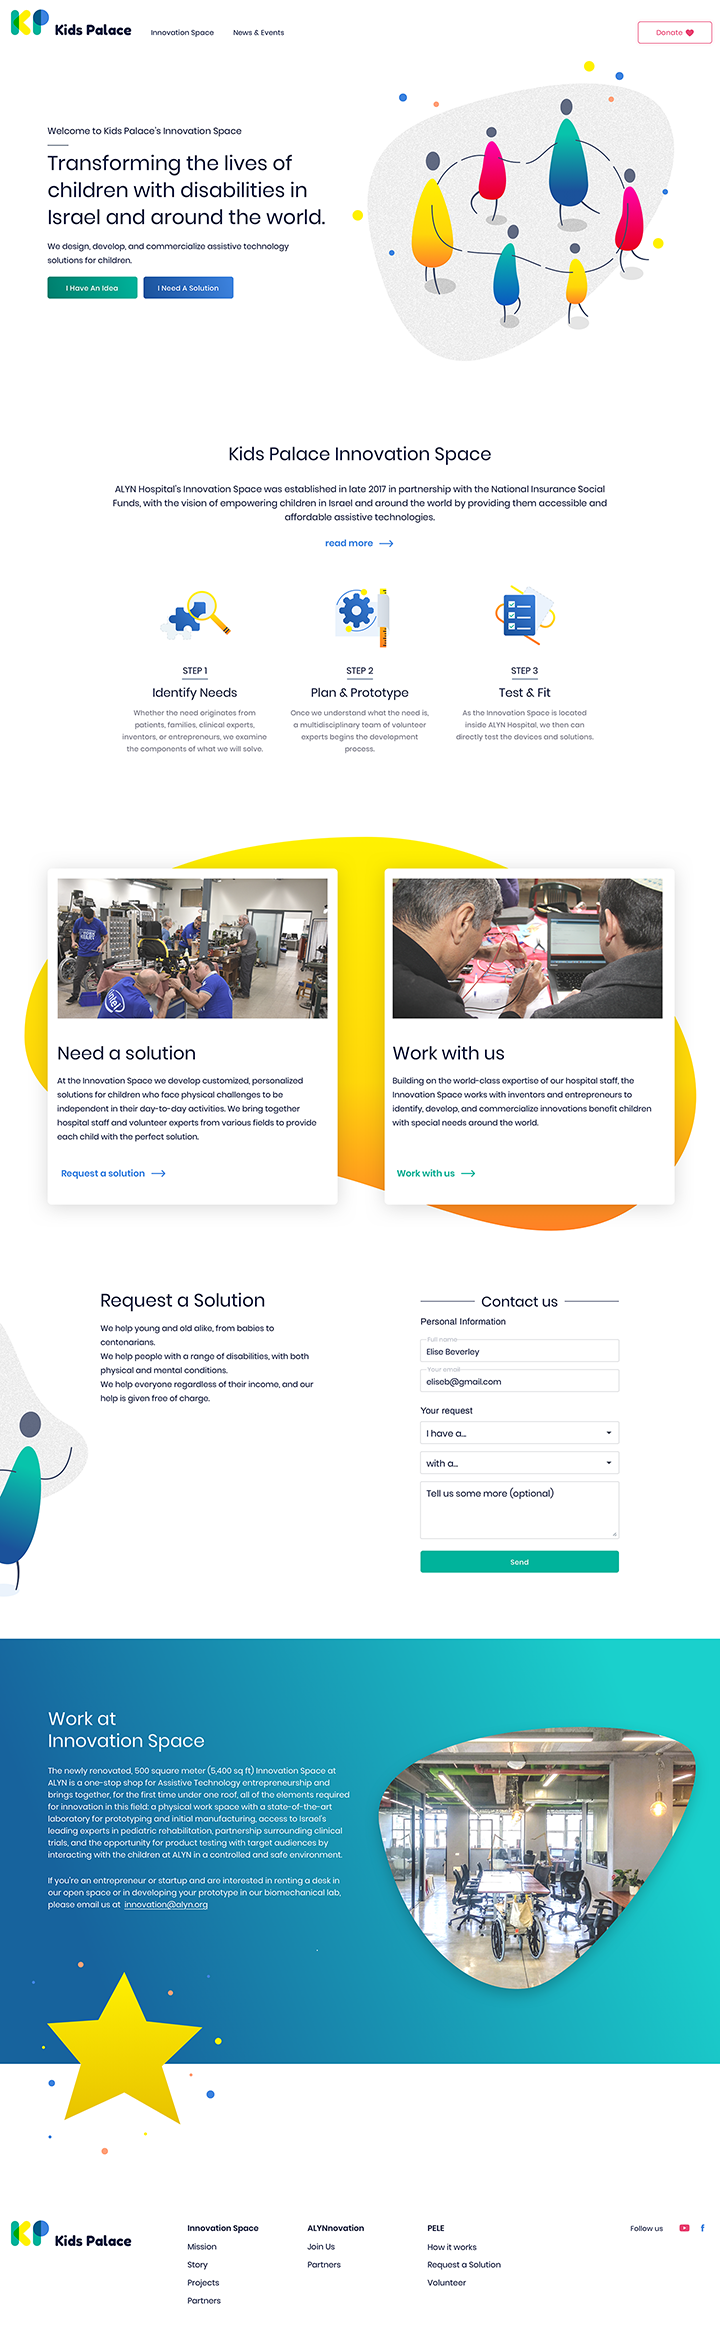 Kids Palace
Innovation Space
News & Events
Donate
Welcome to Kids Palace's Innovation Space
Transforming the lives of
children with disabilities in
Israel and around the world.
We design, develop, and commercialize assistive technology
solutions for children.
I Have An Idea
I Need A Solution
Kids Palace Innovation Space
ALYN Hospital's Innovation Space was established in late 2017 in partnership with the National Insurance Social
Funds, with the vision of empowering children in Israel and around the world by providing them accessible and
affordable assistive technologies.
read more
STEP 1
Identify Needs
Whether the need originates from
patients, families, clinical experts,
inventors, or entrepreneurs, we examine
the components of what we will solve.
STEP 2
Plan & Prototype
Once we understand what the need is,
a multidisciplinary team of volunteer
experts begins the development
process.
STEP 3
Test & Fit
As the Innovation Space is located
inside ALYN Hospital, we then can
directly test the devices and solutions.
intel
Need a solution
At the Innovation Space we develop customized, personalized
solutions for children who face physical challenges to be
independent in their day-to-day activities. We bring together
hospital staff and volunteer experts from various fields to provide
each child with the perfect solution.
Request a solution
Work with us
Building on the world-class expertise of our hospital staff, the
Innovation Space works with inventors and entrepreneurs to
identify, develop, and commercialize innovations benefit children
with special needs around the world.
Work with us
Request a Solution
We help young and old alike, from babies to
centenarians.
We help people with a range of disabilities, with both
physical and mental conditions.
We help everyone regardless of their income, and our
help is given free of charge.
Contact us
Personal Information
Full name
Elise Beverley
Your email
eliseb@gmail.com
Your request
I have a...
with a...
Tell us some more (optional)
Send
Work at
Innovation Space
The newly renovated, 500 square meter (5,400 sq ft) Innovation Space at
ALYN is a one-stop shop for Assistive Technology entrepreneurship and
brings together, for the first time under one roof, all of the elements required
for innovation in this field: a physical work space with a state-of-the-art
laboratory for prototyping and initial manufacturing, access to Israel's
leading experts in pediatric rehabilitation, partnership surrounding clinical
trials, and the opportunity for product testing with target audiences by
interacting with the children at ALYN in a controlled and safe environment.
If you're an entrepreneur or startup and are interested in renting a desk in
our open space or in developing your prototype in our biomechanical lab,
please email us at innovation@alyn.org
Kids Palace
Innovation Space
Mission
Story
Projects
Partners
ALYNnovation
Join Us
Partners
PELE
How it works
Request a Solution
Volunteer
Follow us